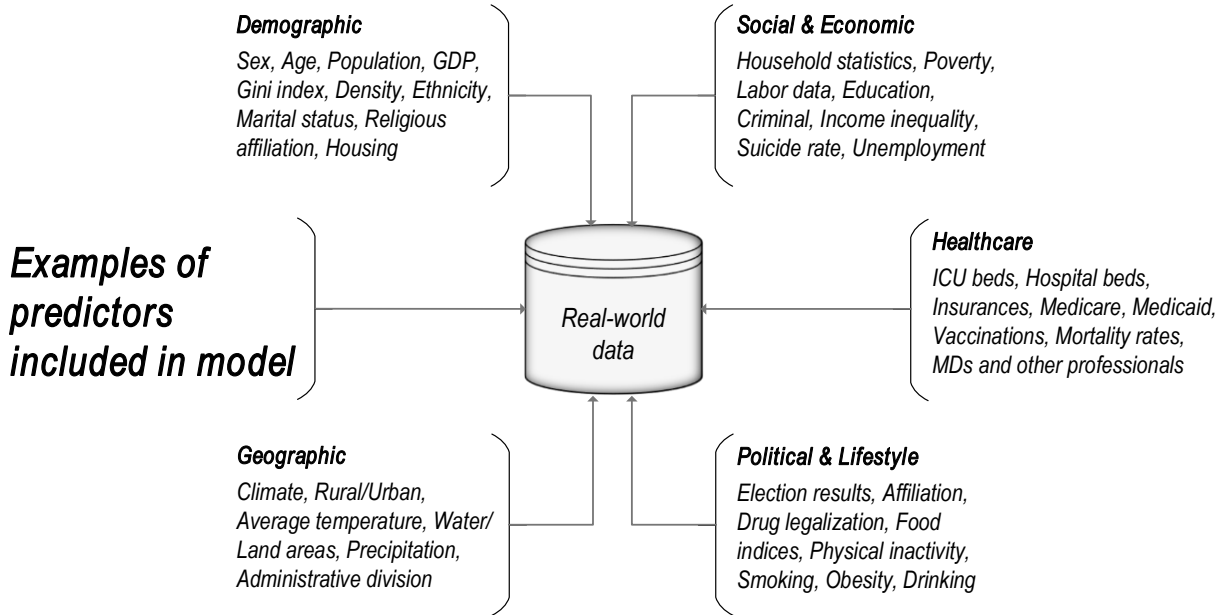 Demographic
Sex, Age, Population, GDP,
Gini index, Density, Ethnicity,
Marital status, Religious
affiliation, Housing
Social & Economic
Household statistics, Poverty,
Labor data, Education,
Criminal, Income inequality,
Suicide rate, Unemployment
Examples of
predictors
included in model
Real-world
data
Healthcare
ICU beds, Hospital beds,
Insurances, Medicare, Medicaid,
Vaccinations, Mortality rates,
MDs and other professionals
Geographic
Climate, Rural/Urban,
Average temperature, Water/
Land areas, Precipitation,
Administrative division
Political & Lifestyle
Election results, Affiliation,
Drug legalization, Food
indices, Physical inactivity,
Smoking, Obesity, Drinking